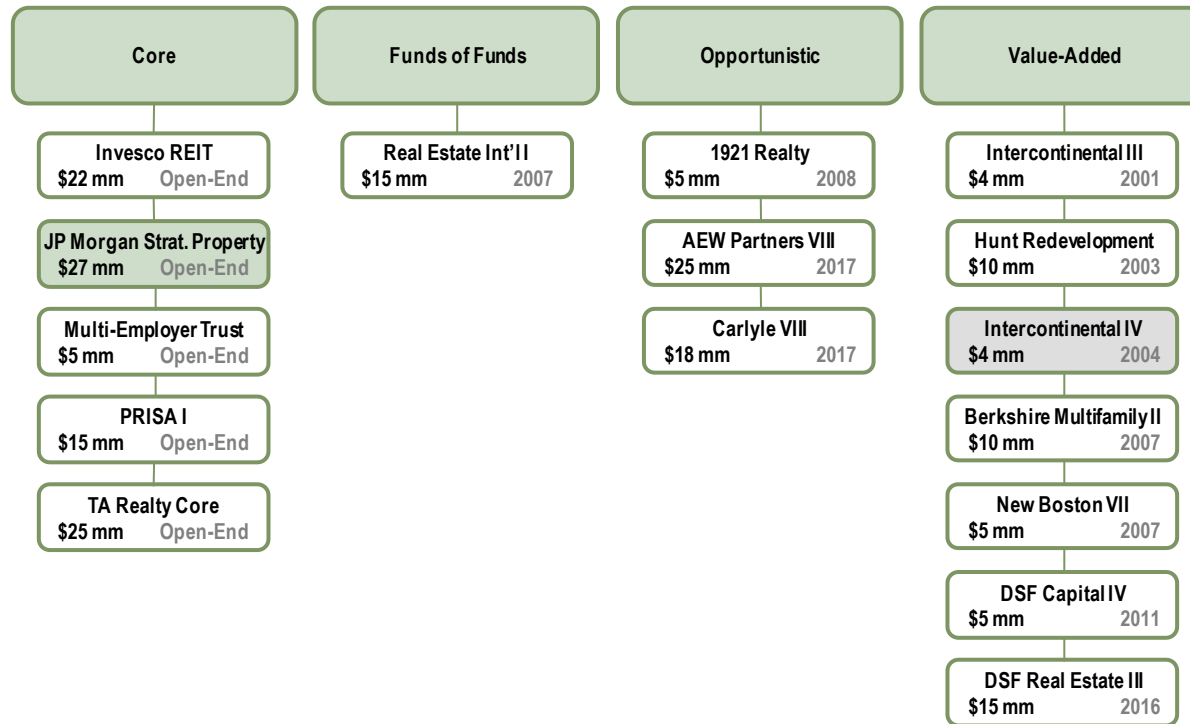 Core
Invesco REIT
$22 mm Open-End
JP Morgan Strat. Property
$27 mm Open-End
Multi-Employer Trust
$5 mm Open-End
PRISA I
$15 mm Open-End
TA Realty Core
$25 mm Open-End
Funds of Funds
Real Estate Int'l I
$15 mm 2007
Opportunistic
1921 Realty
$5 mm 2008
AEW Partners VIII
$25 mm 2017
Carlyle VIII
$18 mm 2017
Value-Added
Intercontinental III
$4 mm 2001
Hunt Redevelopment
$10 mm 2003
Intercontinental IV
$4 mm 2004
Berkshire Multifamily II
$10 mm 2007
New Boston VII
$5 mm 2007
DSF Capital IV
$5 mm 2011
DSF Real Estate III
$15 mm 2016